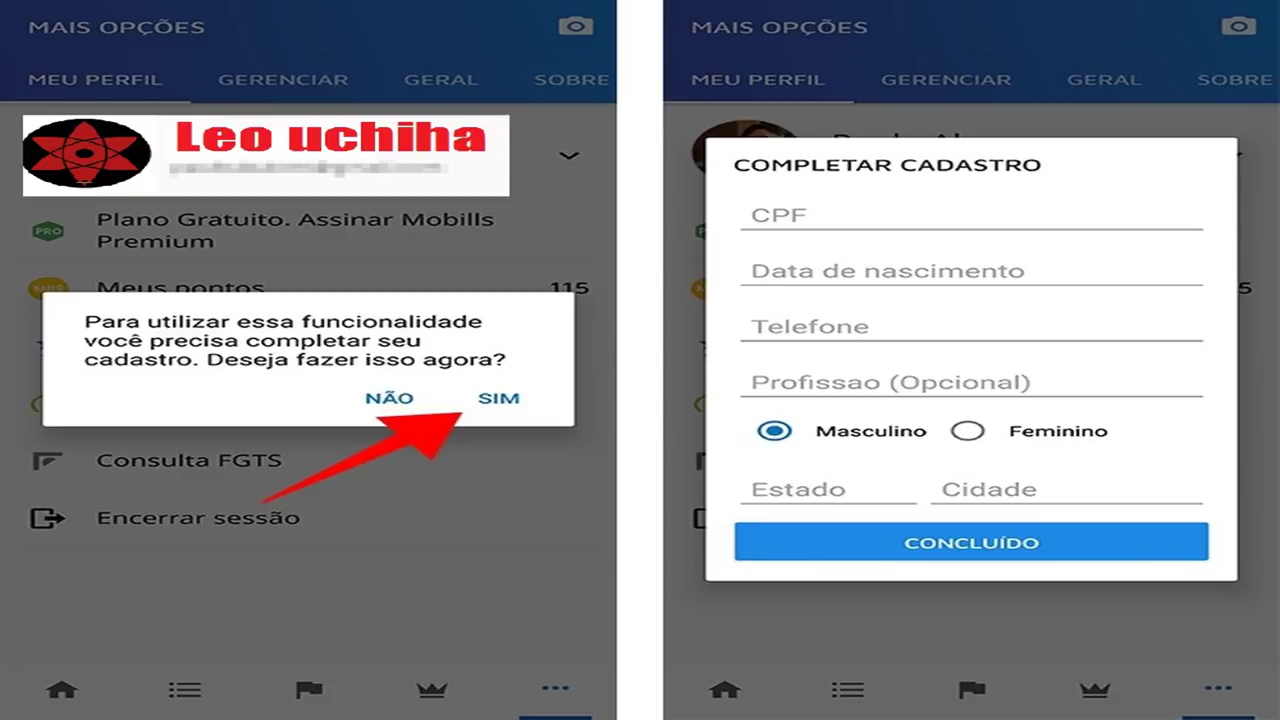 MAIS OPÇÕES
MEU PERFIL GERENCIAR GERAL SOBRE
Leo uchiha
PRO
Plano Gratuito. Assinar Mobills
Premium
Meus pontos 115
Para utilizar essa funcionalidade
você precisa completar seu
cadastro. Deseja fazer isso agora?
NÃO SIM
Consulta FGTS
Encerrar sessão
MAIS OPÇÕES
MEU PERFIL GERENCIAR GERAL SOBRE
COMPLETAR CADASTRO
CPF
Data de nascimento
Telefone
Profissao (Opcional)
Masculino Feminino
Estado Cidade
CONCLUÍDO